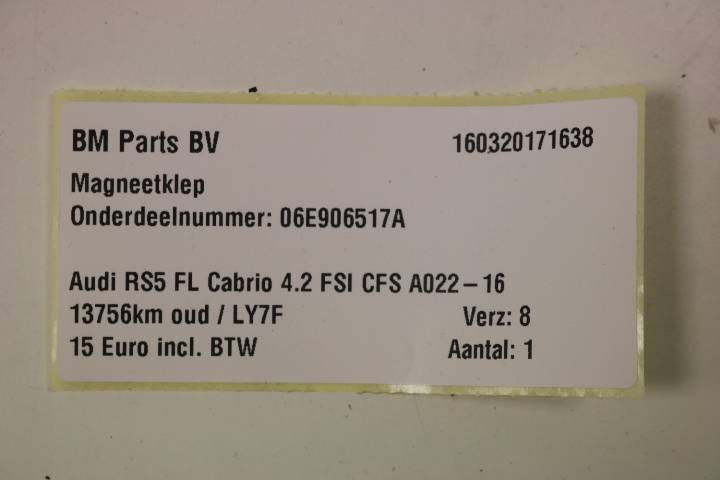 BM Parts BV 160320171638
Magneetklep
Onderdeelnummer: 06E906517A
Audi RS5 FL Cabrio 4.2 FSI CFS A022-16
13756km oud / LY7F Verz: 8
15 Euro incl. BTW Aantal: 1